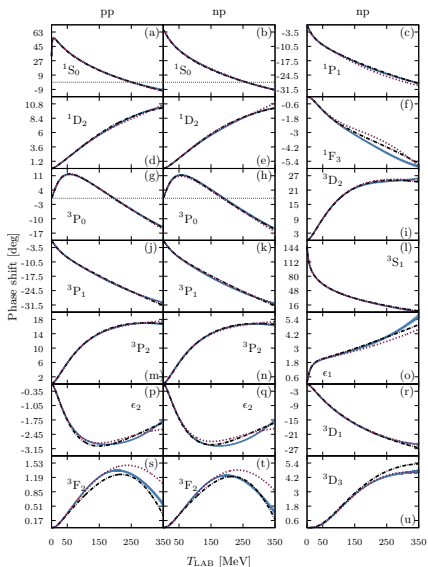 pp np np
63 (a) (b) -3.5 (c)
51 -10.5
39 -17.5
27 ¹S₀ ¹S₀
15 -24.5 ¹P₁
3
-9 -31.5
10.8 ¹D₂ ¹D₂ -0.6 (f)
8.4 -1.8
6 -3
3.6 -4.2 ¹F₃
1.2 (d) (e) -5.4
11 (g) (h) 27 ³D₂
4 21
-3 15
-10 ³P₀ ³P₀ 9
-17 3 (i)
-3.5 (j) (k) 144 (l)
-10.5 112 ³S₁
-17.5 80
-24.5 ³P₁ ³P₁ 48
-31.5 16
18 5.4
14 4.2
10 ³P₂ ³P₂ 3
6 1.8
2 (m) (n) 0.6 ϵ₁ (o)
-0.35 (p) (q) -3 (r)
-1.05 ϵ₂ ϵ₂ -9
-1.75 -15
-2.45 -21 ³D₁
-3.15 -27
1.53 (s) (t) 5.4
1.19 4.2 ³D₃
0.85 ³F₂ ³F₂ 3
0.51 1.8
0.17 0.6 (u)
0 50 150 250 350 50 150 250 350 0 50 150 250 350
Phase shift [deg]
T_LAB [MeV]